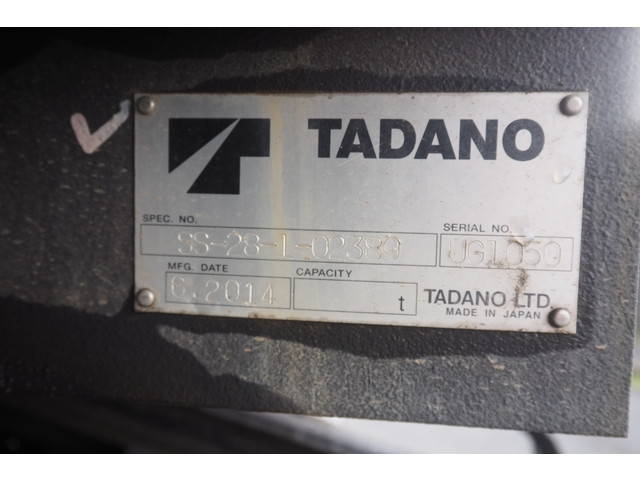 TADANO
SPEC. NO.
SS-28-1-02389
SERIAL NO.
UG1050
MFG. DATE
6.2014
CAPACITY
t
TADANO LTD.
MADE IN JAPAN